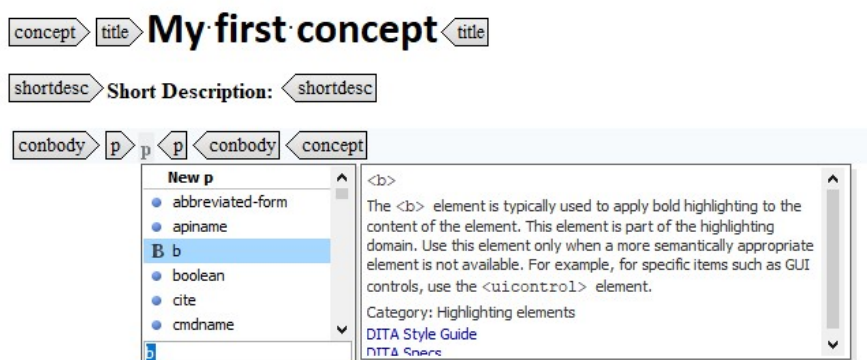 concept title My first concept title
shortdesc Short Description: shortdesc
conbody p p p conbody concept
New p
abbreviated-form
apiname
B b
boolean
cite
cmdname
b
<b>
The <b> element is typically used to apply bold highlighting to the
content of the element. This element is part of the highlighting
domain. Use this element only when a more semantically appropriate
element is not available. For example, for specific items such as GUI
controls, use the <uicontrol> element.
Category: Highlighting elements
DITA Style Guide
DITA Specs